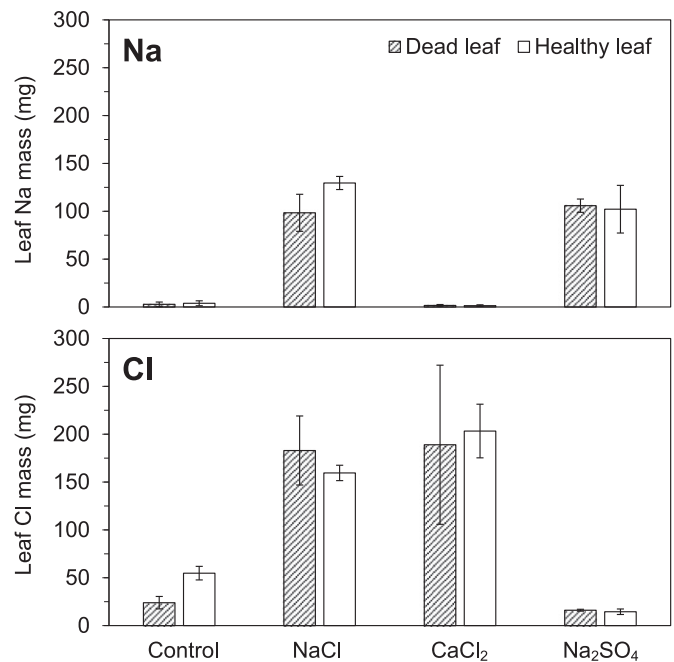 300
Na
Dead leaf Healthy leaf
250
200
150
100
50
0
Leaf Na mass (mg)
300
Cl
250
200
150
100
50
0
Leaf Cl mass (mg)
Control NaCl CaCl₂ Na₂SO₄